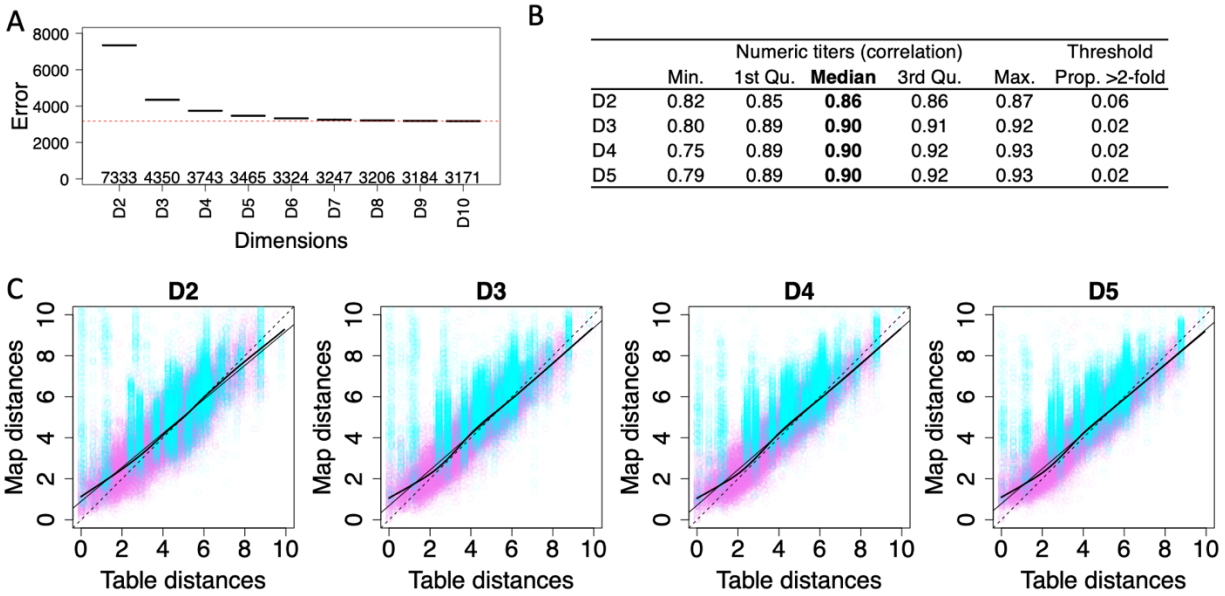 A
8000
6000
4000
2000
0
Error
7333 4350 3743 3465 3324 3247 3206 3184 3171
D2 D3 D4 D5 D6 D7 D8 D9 D10
Dimensions
B
Numeric titers (correlation) Threshold
Min. 1st Qu. Median 3rd Qu. Max. Prop. >2-fold
D2 0.82 0.85 0.86 0.86 0.87 0.06
D3 0.80 0.89 0.90 0.91 0.92 0.02
D4 0.75 0.89 0.90 0.92 0.93 0.02
D5 0.79 0.89 0.90 0.92 0.93 0.02
C
D2
10
8
6
4
2
0
Map distances
0 2 4 6 8 10
Table distances
D3
10
8
6
4
2
0
Map distances
0 2 4 6 8 10
Table distances
D4
10
8
6
4
2
0
Map distances
0 2 4 6 8 10
Table distances
D5
10
8
6
4
2
0
Map distances
0 2 4 6 8 10
Table distances